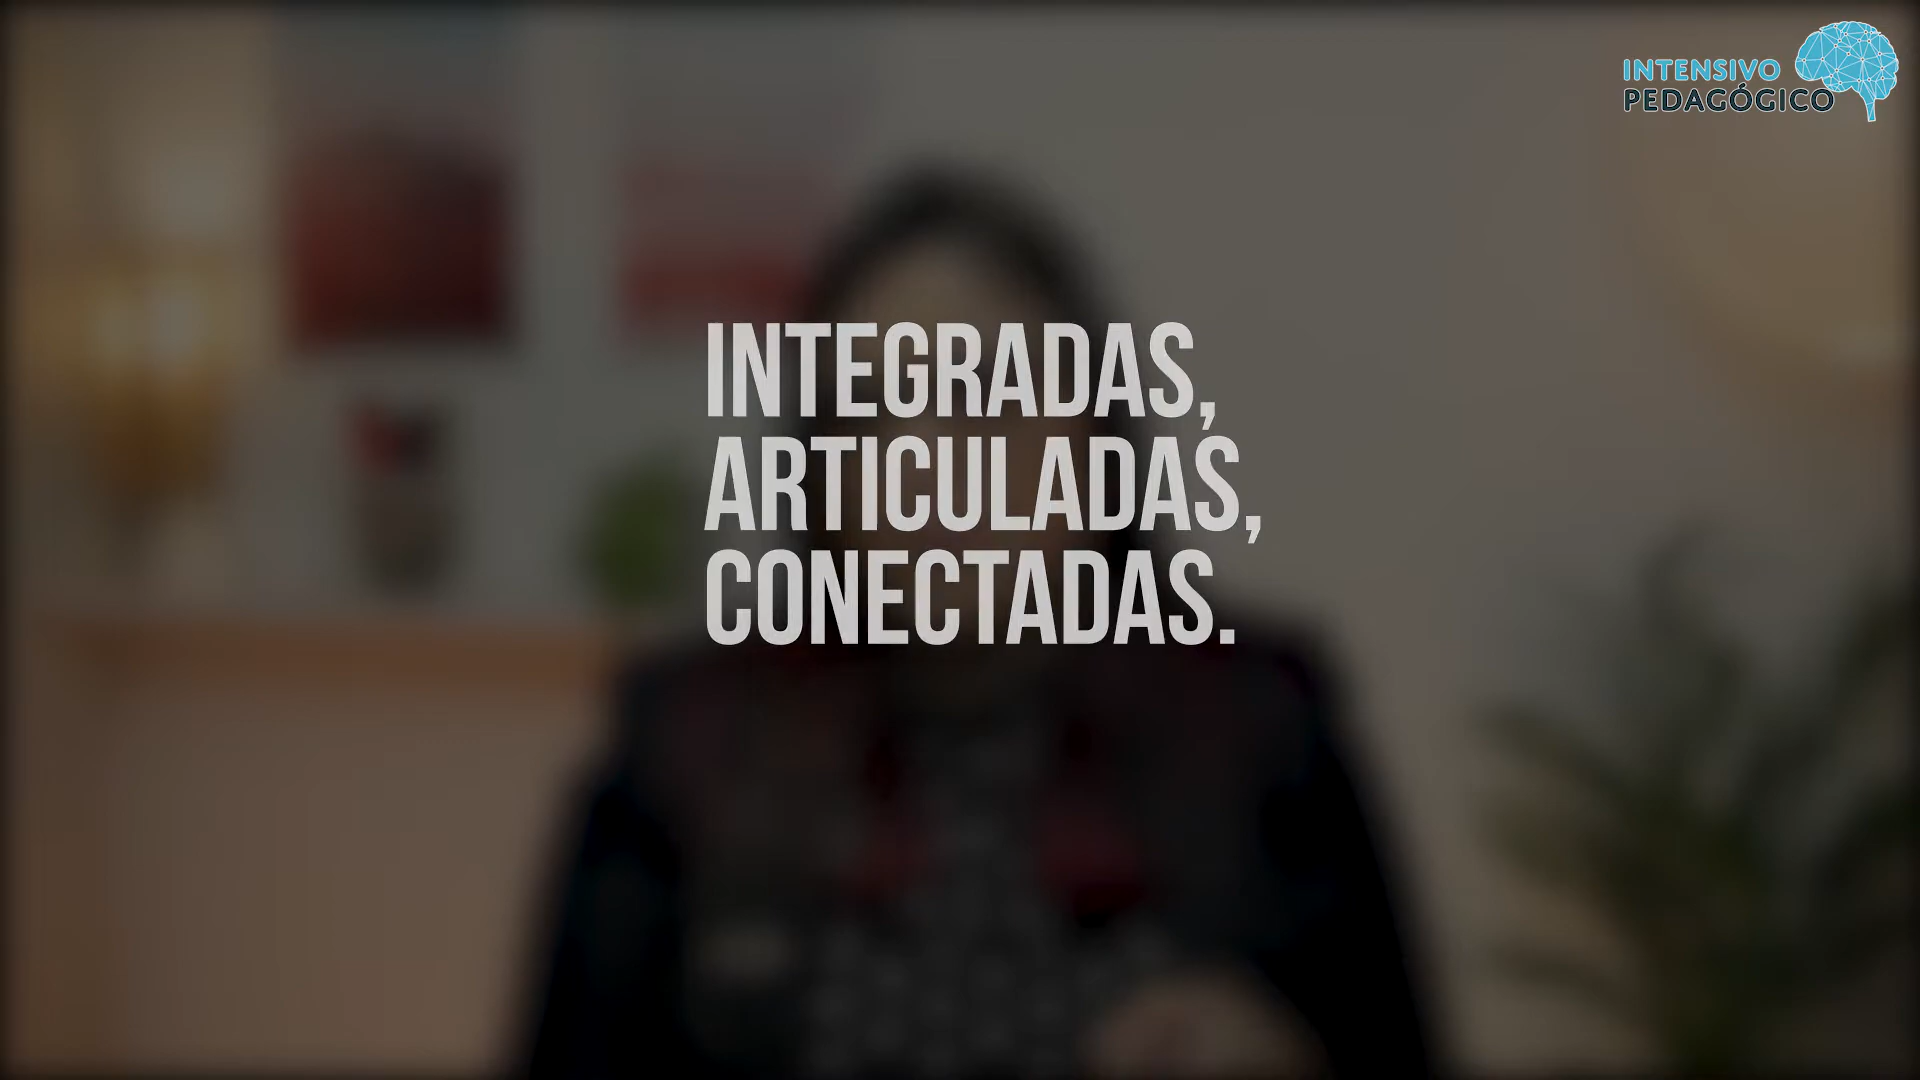 INTENSIVO
PEDAGÓGICO
INTEGRADAS,
ARTICULADAS,
CONECTADAS.